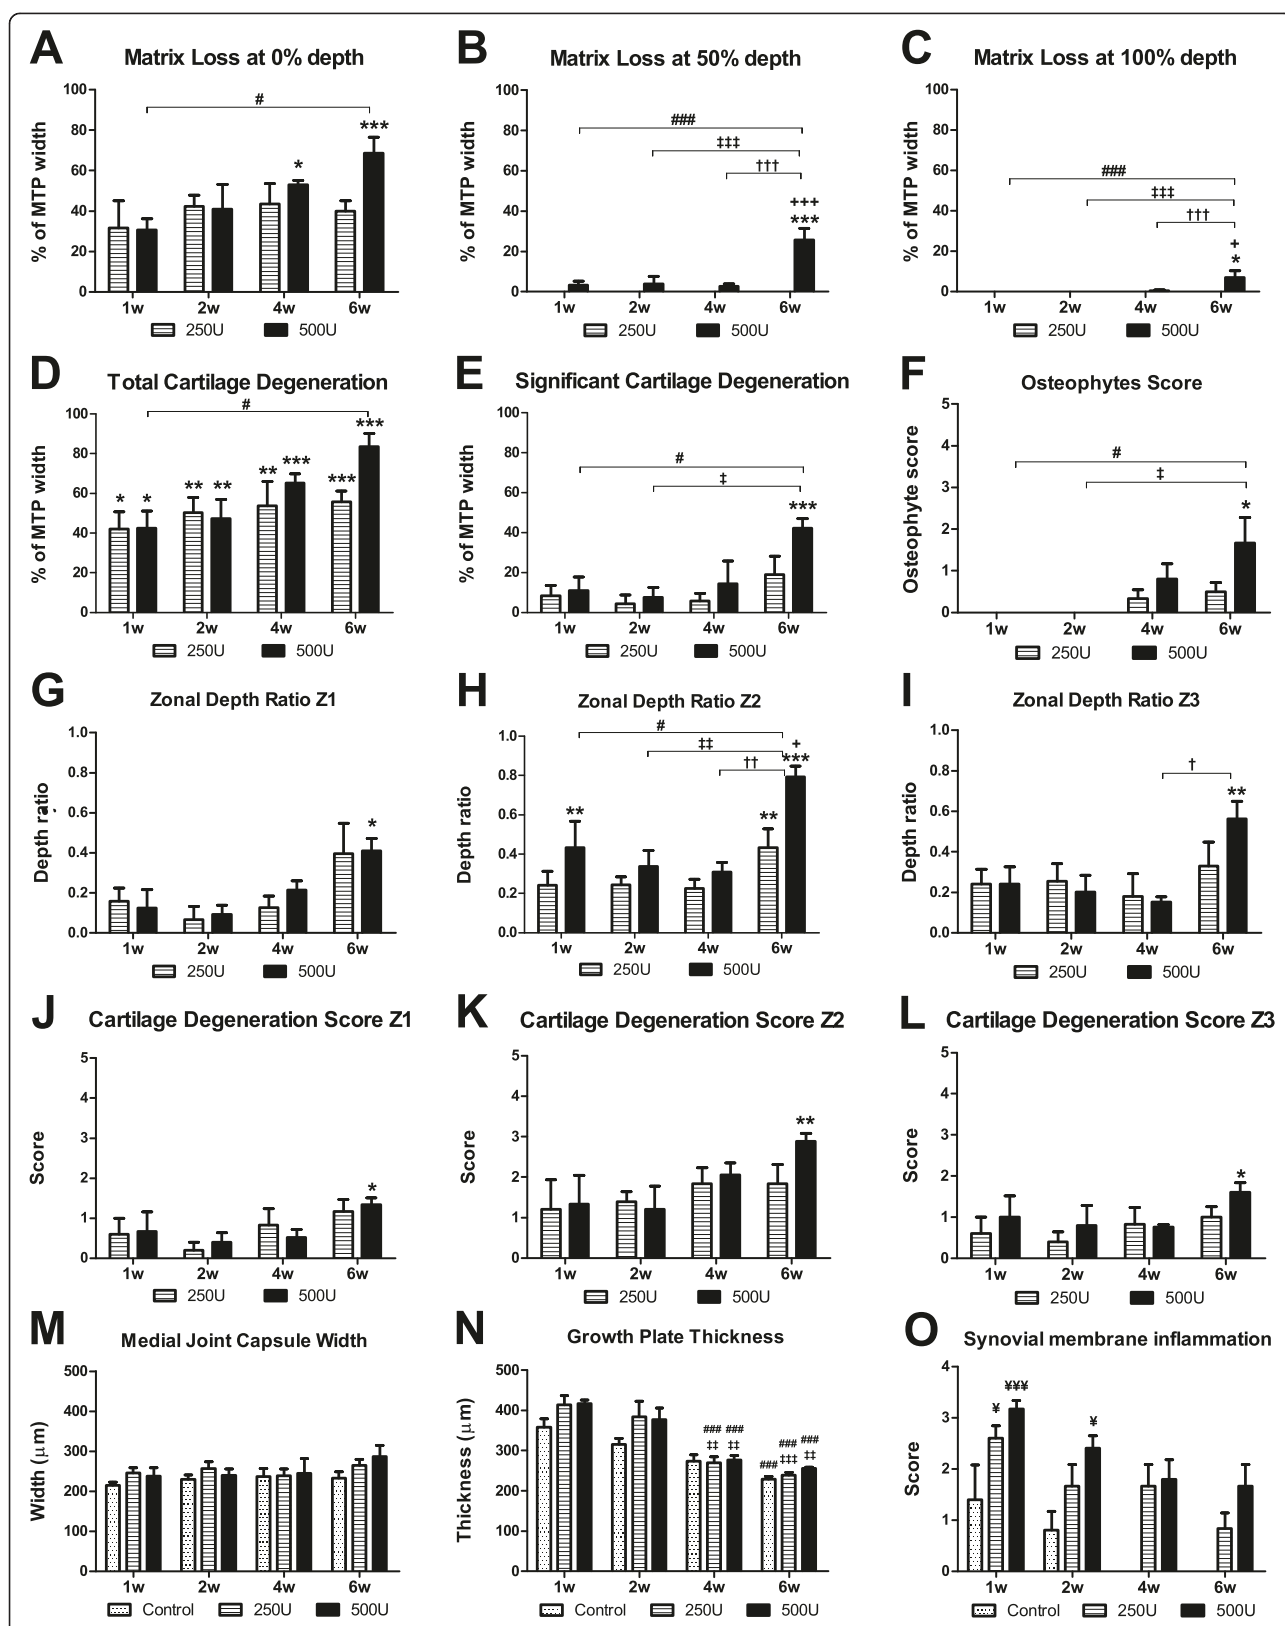 A Matrix Loss at 0% depth
% of MTP width
100
80
60
40
20
0
#
*
***
1w 2w 4w 6w
250U 500U
B Matrix Loss at 50% depth
% of MTP width
100
80
60
40
20
0
###
‡‡‡
†††
+++
***
1w 2w 4w 6w
250U 500U
C Matrix Loss at 100% depth
% of MTP width
100
80
60
40
20
0
###
‡‡‡
†††
+
*
1w 2w 4w 6w
250U 500U
D Total Cartilage Degeneration
% of MTP width
100
80
60
40
20
0
#
* * ** ** ** *** *** ***
1w 2w 4w 6w
250U 500U
E Significant Cartilage Degeneration
% of MTP width
100
80
60
40
20
0
#
‡
***
1w 2w 4w 6w
250U 500U
F Osteophytes Score
Osteophyte score
5
4
3
2
1
0
#
‡
*
1w 2w 4w 6w
250U 500U
G Zonal Depth Ratio Z1
Depth ratio
1.0
0.8
0.6
0.4
0.2
0.0
*
1w 2w 4w 6w
250U 500U
H Zonal Depth Ratio Z2
Depth ratio
1.0
0.8
0.6
0.4
0.2
0.0
#
‡‡
††
+
***
** **
1w 2w 4w 6w
250U 500U
I Zonal Depth Ratio Z3
Depth ratio
1.0
0.8
0.6
0.4
0.2
0.0
†
**
1w 2w 4w 6w
250U 500U
J Cartilage Degeneration Score Z1
Score
5
4
3
2
1
0
*
1w 2w 4w 6w
250U 500U
K Cartilage Degeneration Score Z2
Score
5
4
3
2
1
0
**
1w 2w 4w 6w
250U 500U
L Cartilage Degeneration Score Z3
Score
5
4
3
2
1
0
*
1w 2w 4w 6w
250U 500U
M Medial Joint Capsule Width
Width (µm)
500
400
300
200
100
0
1w 2w 4w 6w
Control 250U 500U
N Growth Plate Thickness
Thickness (µm)
500
400
300
200
100
0
### ###
‡‡ ‡‡
### ### ###
‡‡‡ ‡‡
1w 2w 4w 6w
Control 250U 500U
O Synovial membrane inflammation
Score
4
3
2
1
0
¥ ¥¥¥ ¥
1w 2w 4w 6w
Control 250U 500U